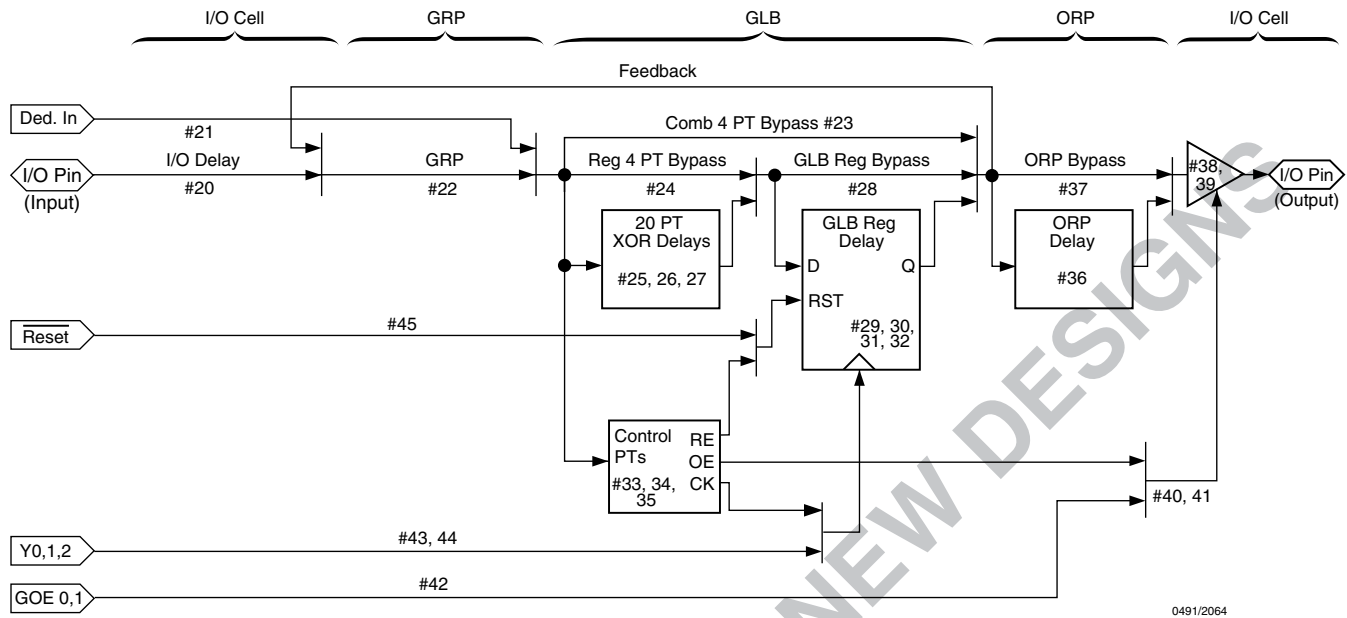 I/O Cell
GRP
GLB
ORP
I/O Cell
Feedback
Ded. In
#21
Comb 4 PT Bypass #23
I/O Pin
(Input)
I/O Delay
#20
GRP
#22
Reg 4 PT Bypass
#24
GLB Reg Bypass
#28
ORP Bypass
#37
#38,
39
I/O Pin
(Output)
20 PT
XOR Delays
#25, 26, 27
GLB Reg
Delay
D
Q
RST
#29, 30,
31, 32
ORP
Delay
#36
Reset
#45
Control
PTs
#33, 34,
35
RE
OE
CK
#40, 41
Y0,1,2
#43, 44
GOE 0,1
#42
0491/2064
NEW DESIGNS